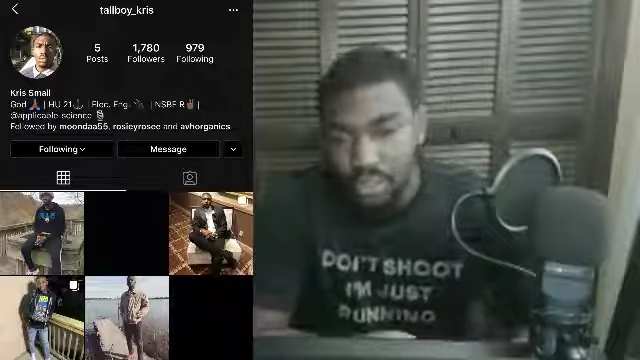 tallboy_kris
5 1,780 979
Posts Followers Following
Kris Small
God 🙏🏾 | HU 21⚓ | Elec. Eng. 🔌 | NSBE R✌🏾|
@applicable-science
Followed by moondaa55, rosieyrosee and avhorganics
Following Message
DON'T SHOOT
I'M JUST
RUNNING